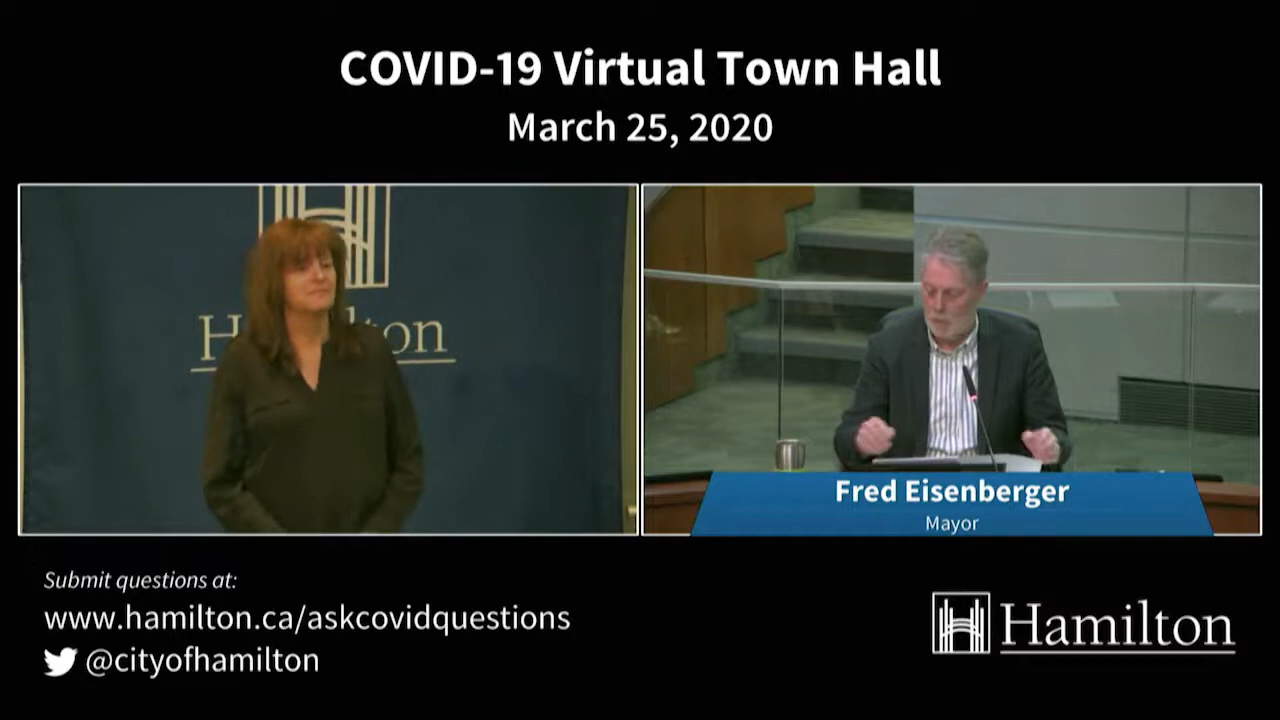 COVID-19 Virtual Town Hall
March 25, 2020
Hamilton
Fred Eisenberger
Mayor
Submit questions at:
www.hamilton.ca/askcovidquestions
@cityofhamilton
Hamilton